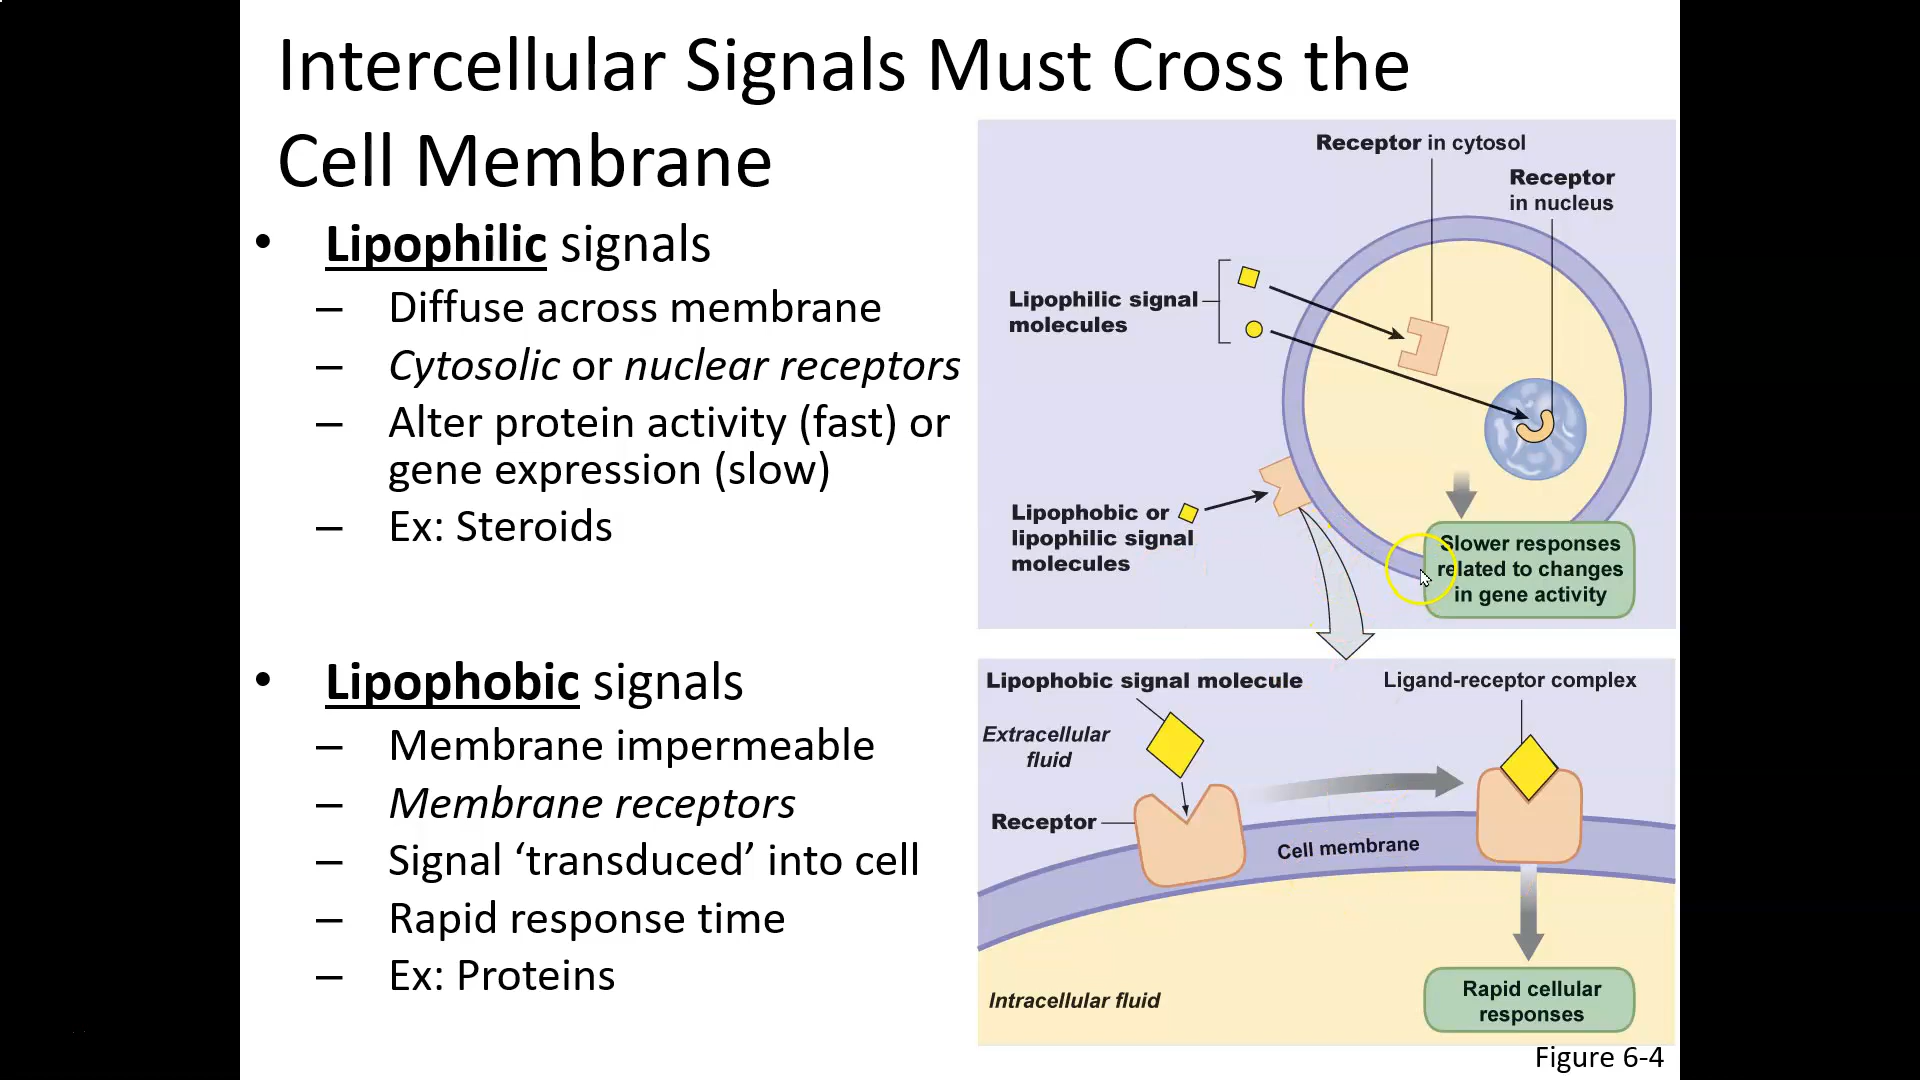 Intercellular Signals Must Cross the
Cell Membrane
• Lipophilic signals
– Diffuse across membrane
– Cytosolic or nuclear receptors
– Alter protein activity (fast) or
gene expression (slow)
– Ex: Steroids
• Lipophobic signals
– Membrane impermeable
– Membrane receptors
– Signal ‘transduced’ into cell
– Rapid response time
– Ex: Proteins
Receptor in cytosol
Receptor
in nucleus
Lipophilic signal
molecules
Lipophobic or
lipophilic signal
molecules
Slower responses
related to changes
in gene activity
Lipophobic signal molecule
Ligand-receptor complex
Extracellular
fluid
Receptor
Cell membrane
Intracellular fluid
Rapid cellular
responses
Figure 6-4